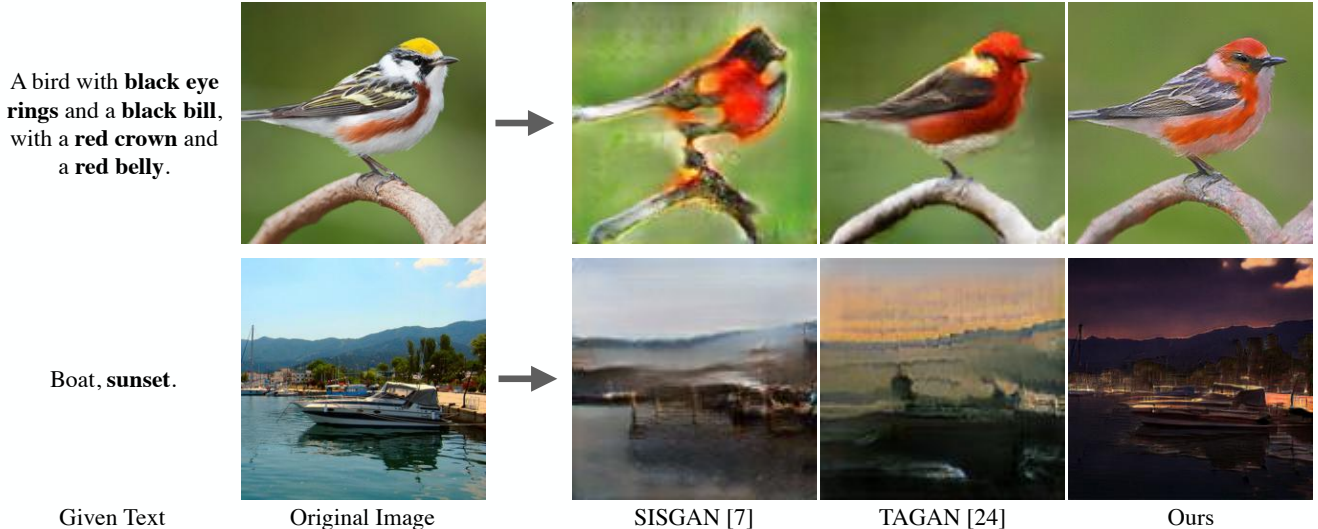 A bird with black eye
rings and a black bill,
with a red crown and
a red belly.
Boat, sunset.
Given Text
Original Image
SISGAN [7]
TAGAN [24]
Ours